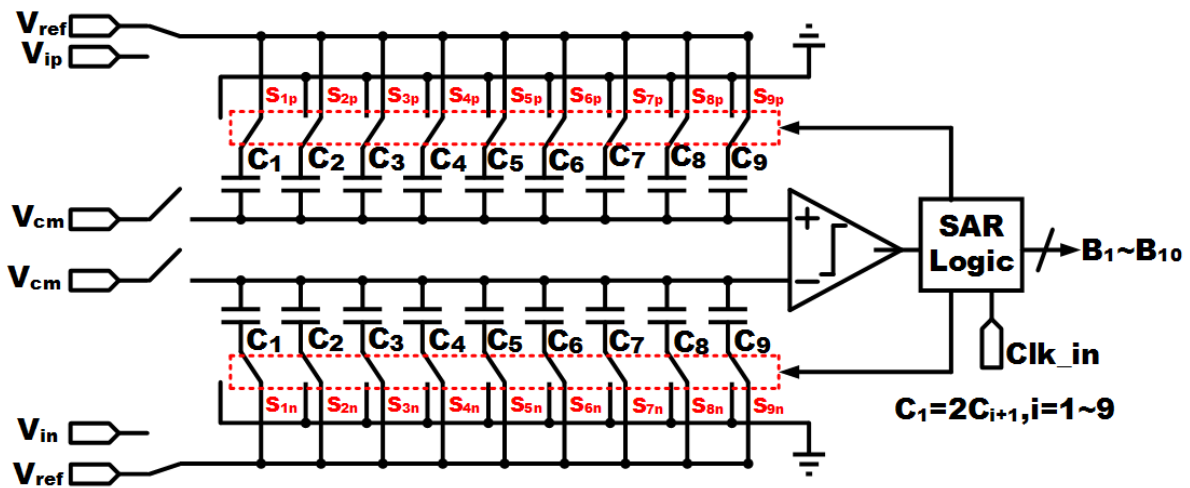 Vref
Vip
S1p S2p S3p S4p S5p S6p S7p S8p S9p
C1 C2 C3 C4 C5 C6 C7 C8 C9
Vcm
+
SAR
Logic
B1~B10
Vcm
−
C1 C2 C3 C4 C5 C6 C7 C8 C9
Clk_in
S1n S2n S3n S4n S5n S6n S7n S8n S9n
C1=2Ci+1,i=1~9
Vin
Vref